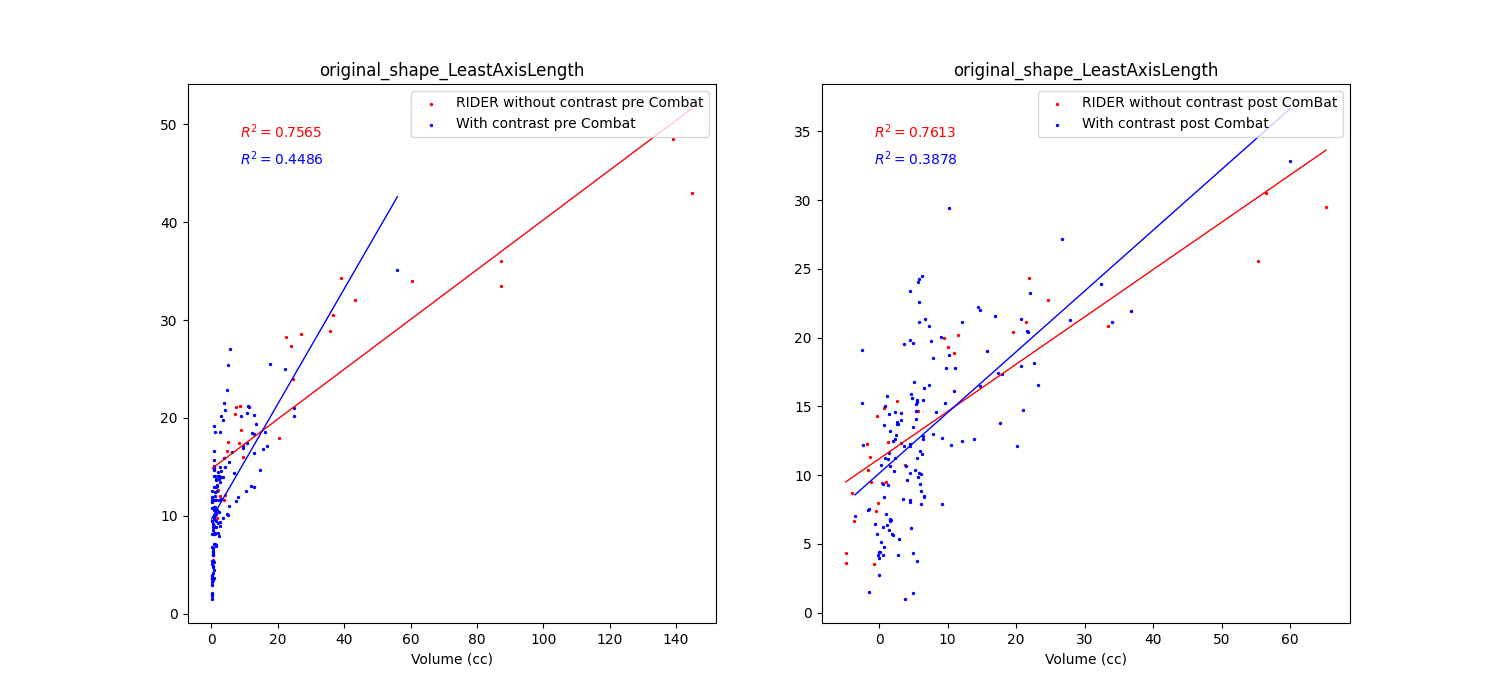 original_shape_LeastAxisLength
RIDER without contrast pre Combat
With contrast pre Combat
R² = 0.7565
R² = 0.4486
50
40
30
20
10
0
0 20 40 60 80 100 120 140
Volume (cc)
original_shape_LeastAxisLength
RIDER without contrast post ComBat
With contrast post Combat
R² = 0.7613
R² = 0.3878
35
30
25
20
15
10
5
0
0 10 20 30 40 50 60
Volume (cc)